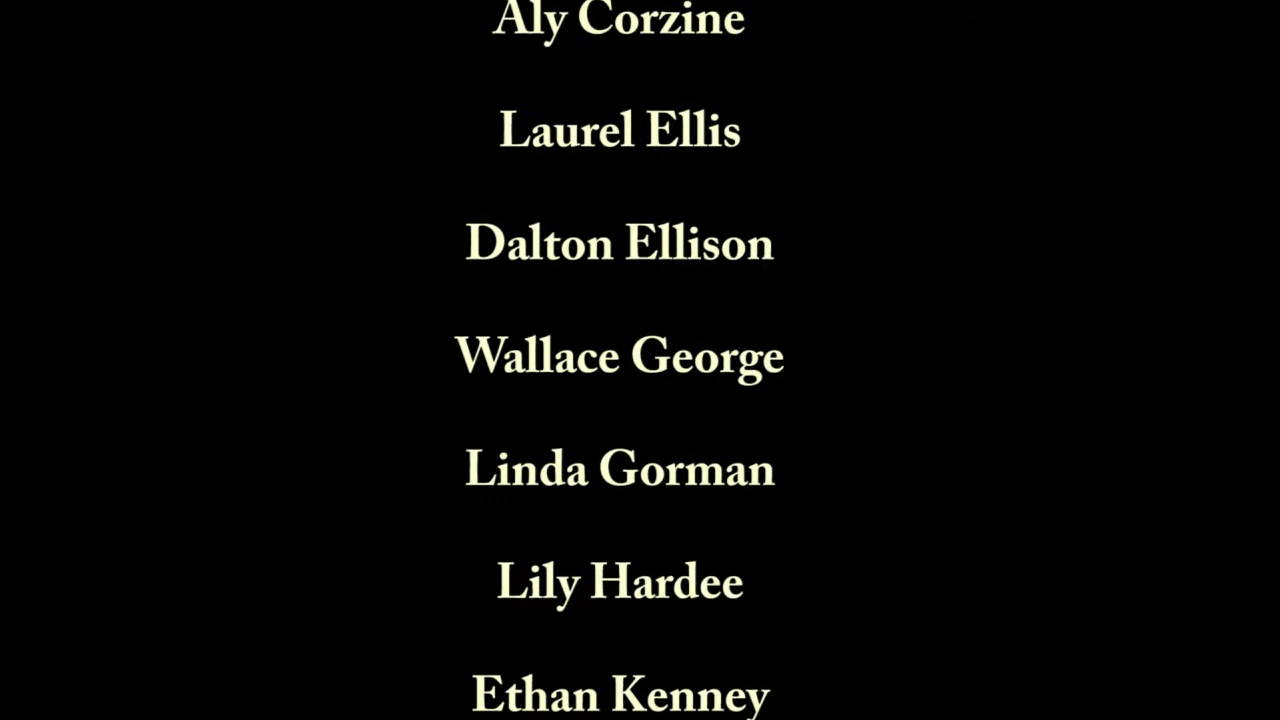 Aly Corzine
Laurel Ellis
Dalton Ellison
Wallace George
Linda Gorman
Lily Hardee
Ethan Kenney